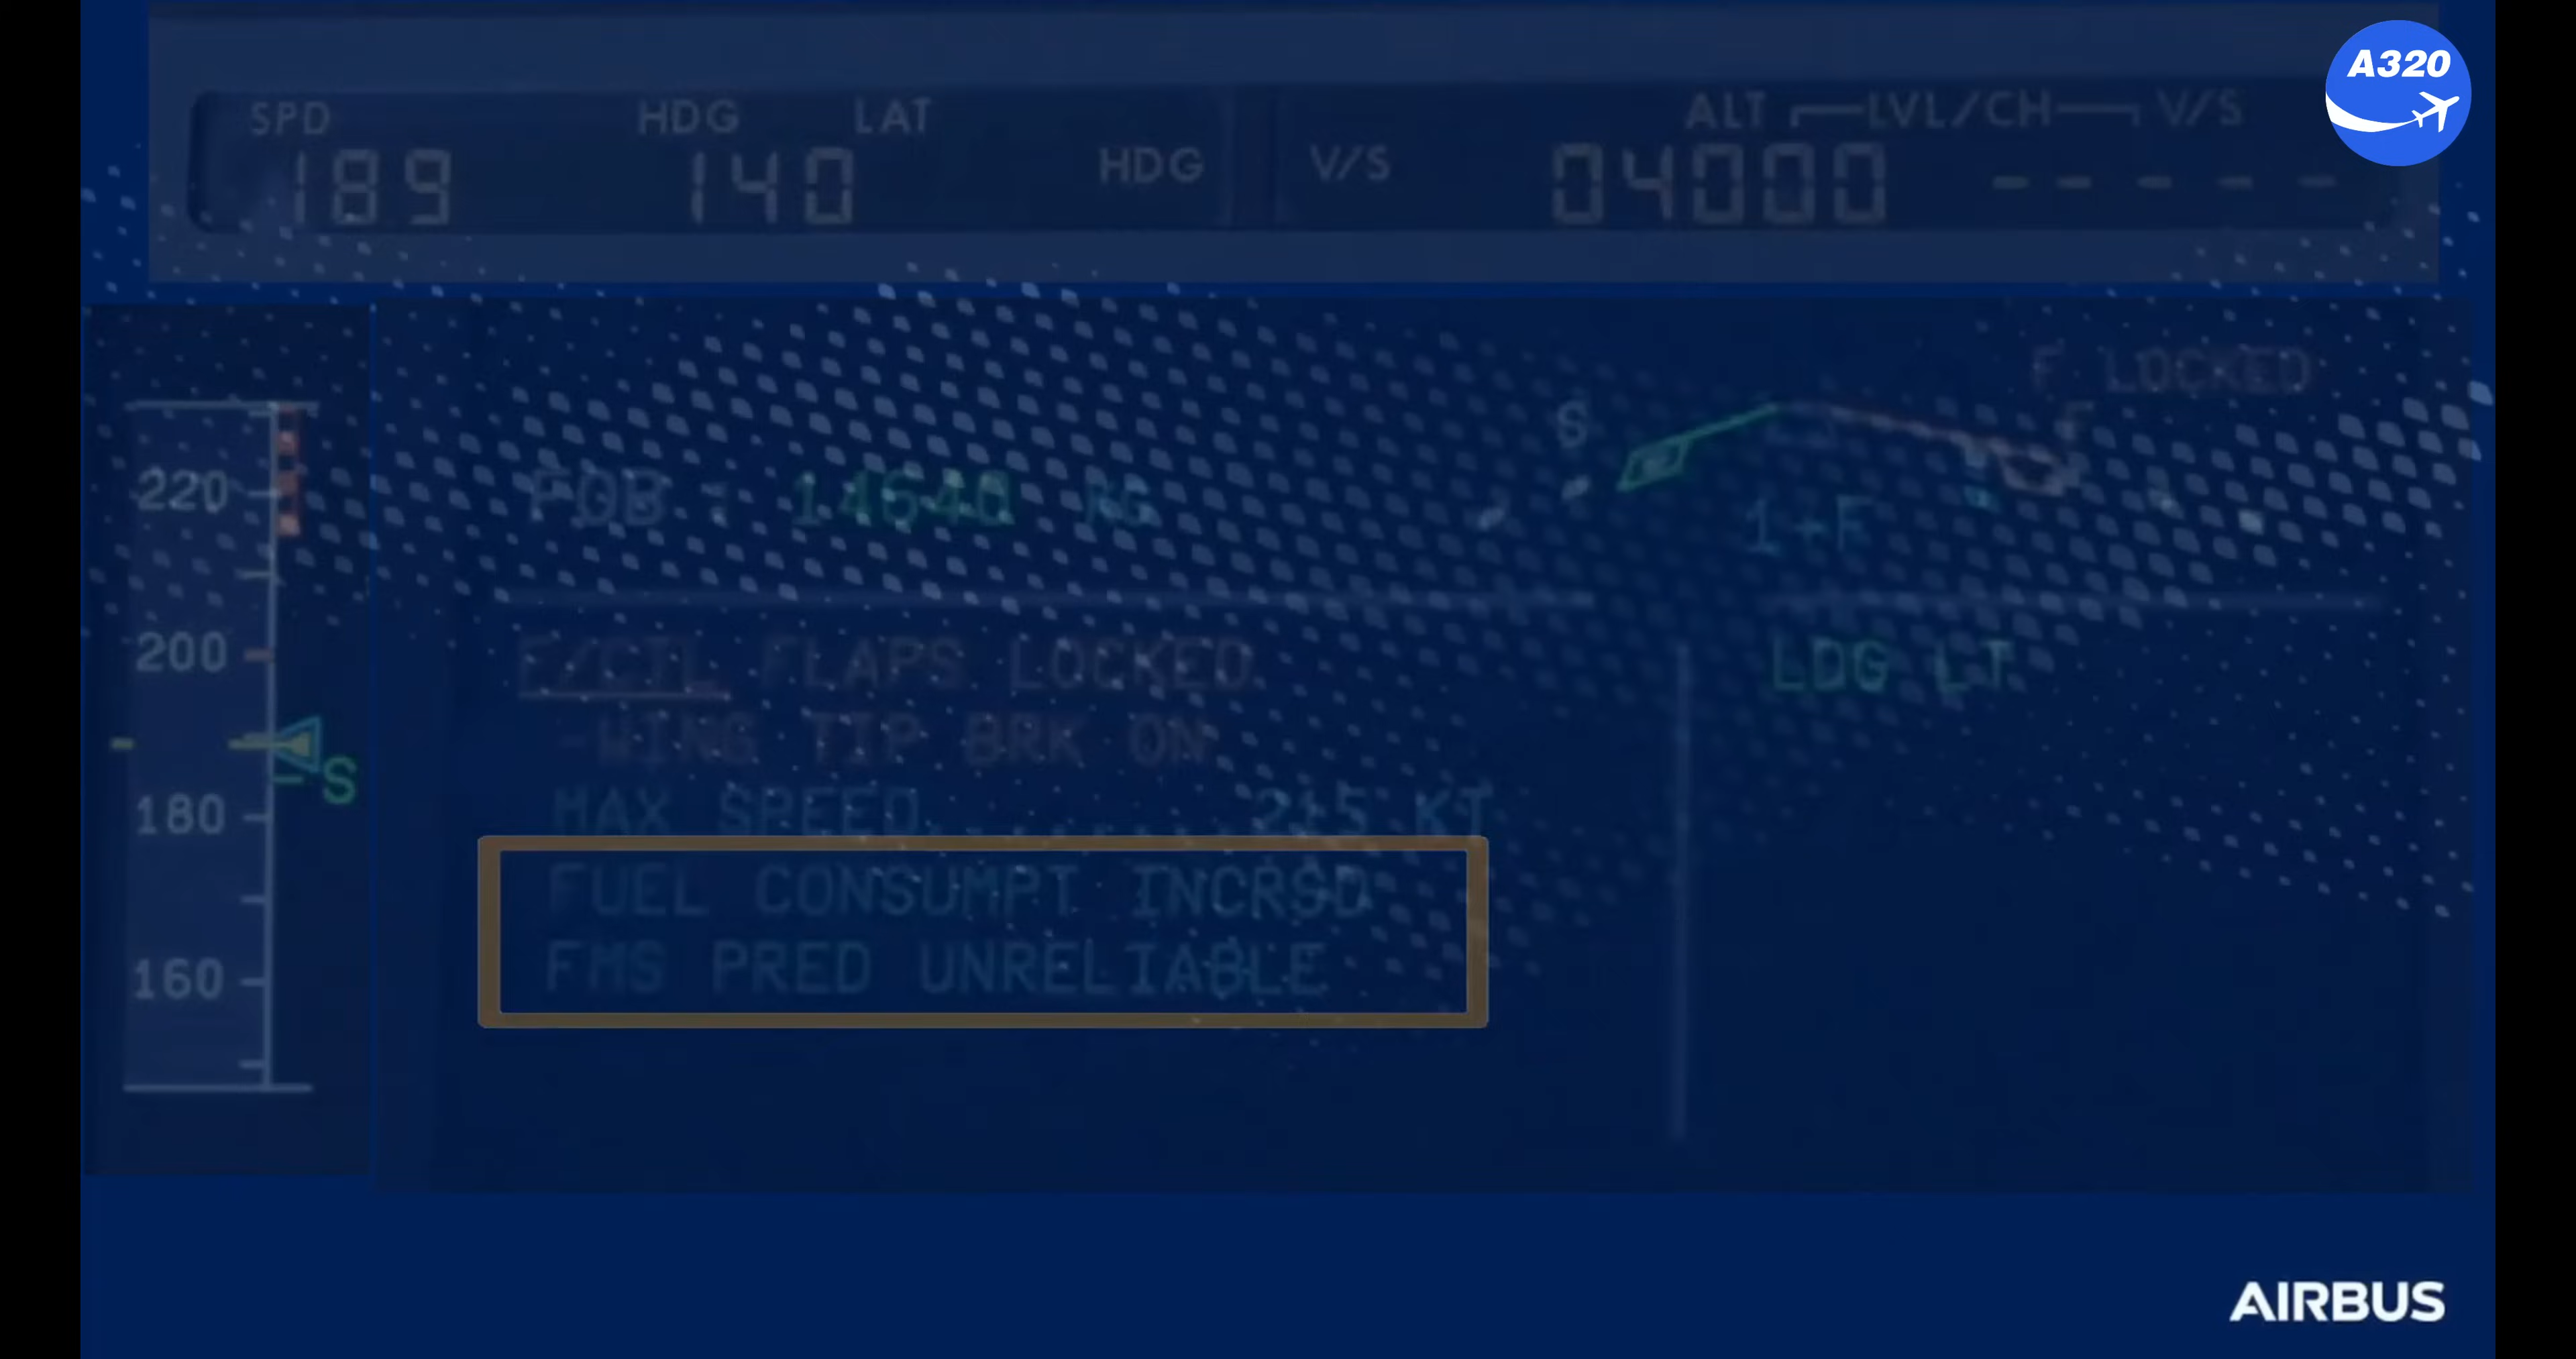 A320
SPD HDG LAT ALT LVL/CH V/S
189 140 HDG V/S 04000 -----
F LOCKED
S F
220
FOB : 14640 KG
1+F
200
F/CTL FLAPS LOCKED
LDG LT
-WING TIP BRK ON
S
180
MAX SPEED.........215 KT
FUEL CONSUMPT INCRSD
FMS PRED UNRELIABLE
160
AIRBUS